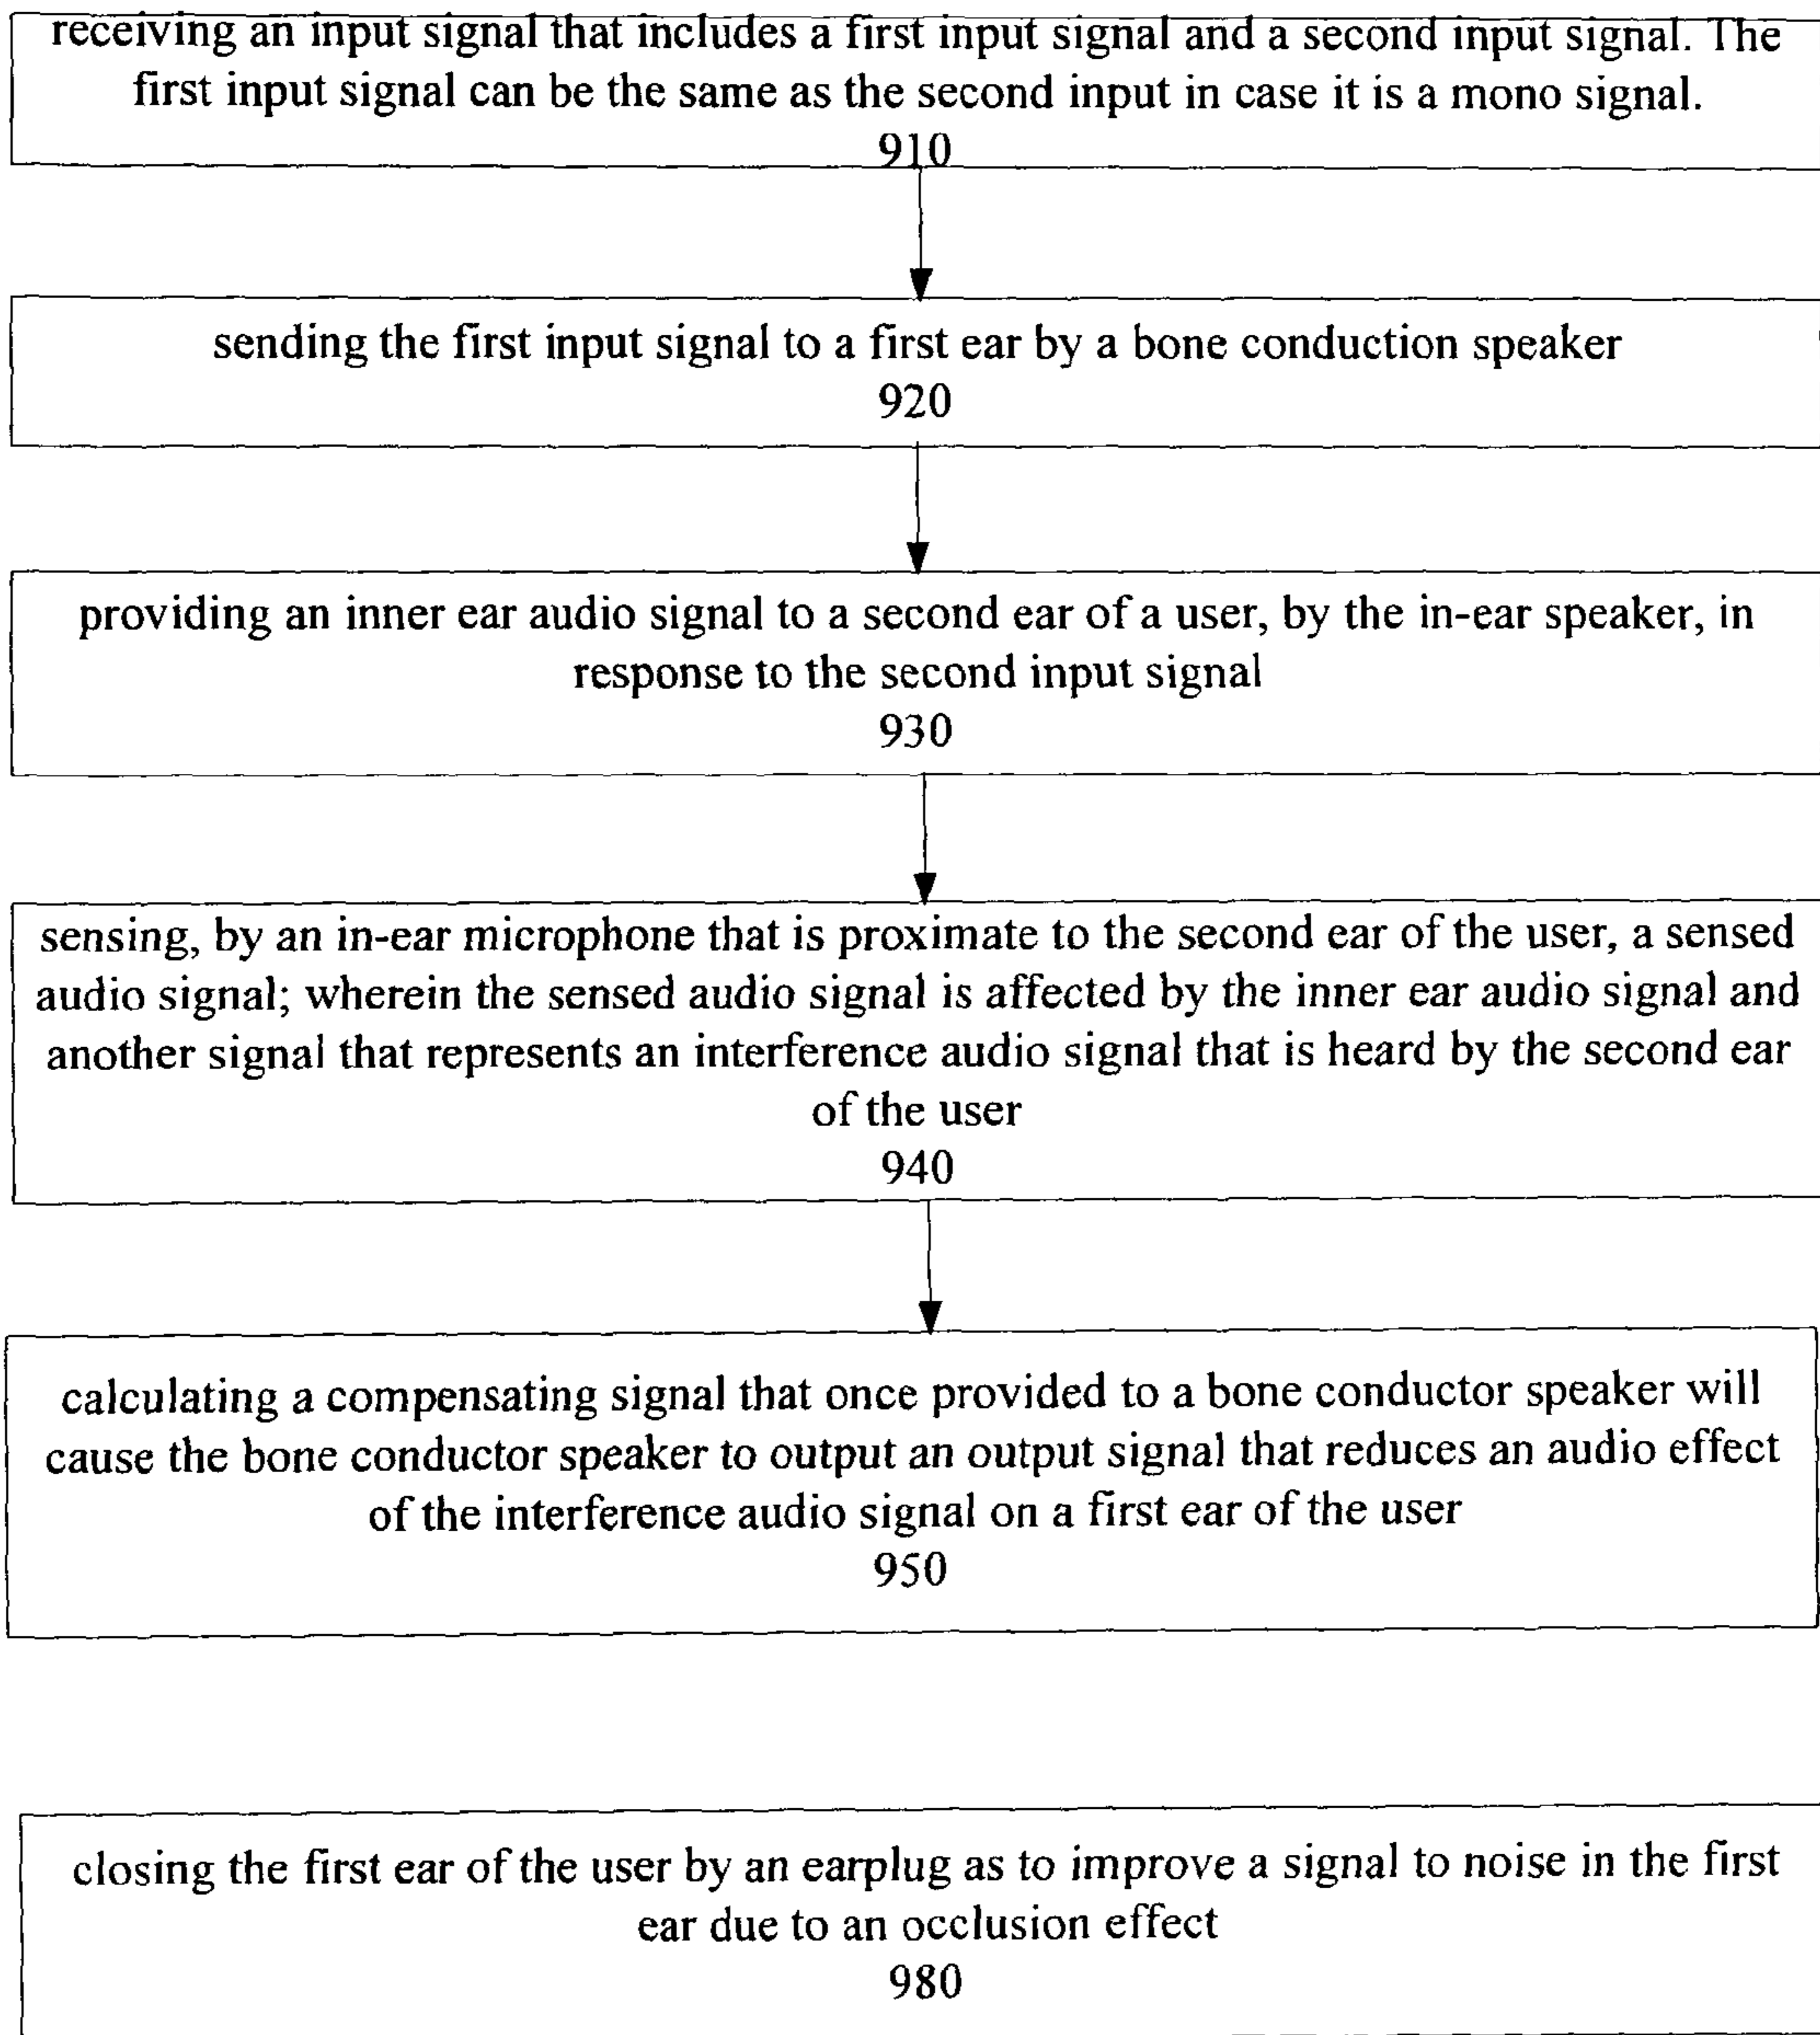 receiving an input signal that includes a first input signal and a second input signal. The
first input signal can be the same as the second input in case it is a mono signal.
910
sending the first input signal to a first ear by a bone conduction speaker
920
providing an inner ear audio signal to a second ear of a user, by the in-ear speaker, in
response to the second input signal
930
sensing, by an in-ear microphone that is proximate to the second ear of the user, a sensed
audio signal; wherein the sensed audio signal is affected by the inner ear audio signal and
another signal that represents an interference audio signal that is heard by the second ear
of the user
940
calculating a compensating signal that once provided to a bone conductor speaker will
cause the bone conductor speaker to output an output signal that reduces an audio effect
of the interference audio signal on a first ear of the user
950
closing the first ear of the user by an earplug as to improve a signal to noise in the first
ear due to an occlusion effect
980